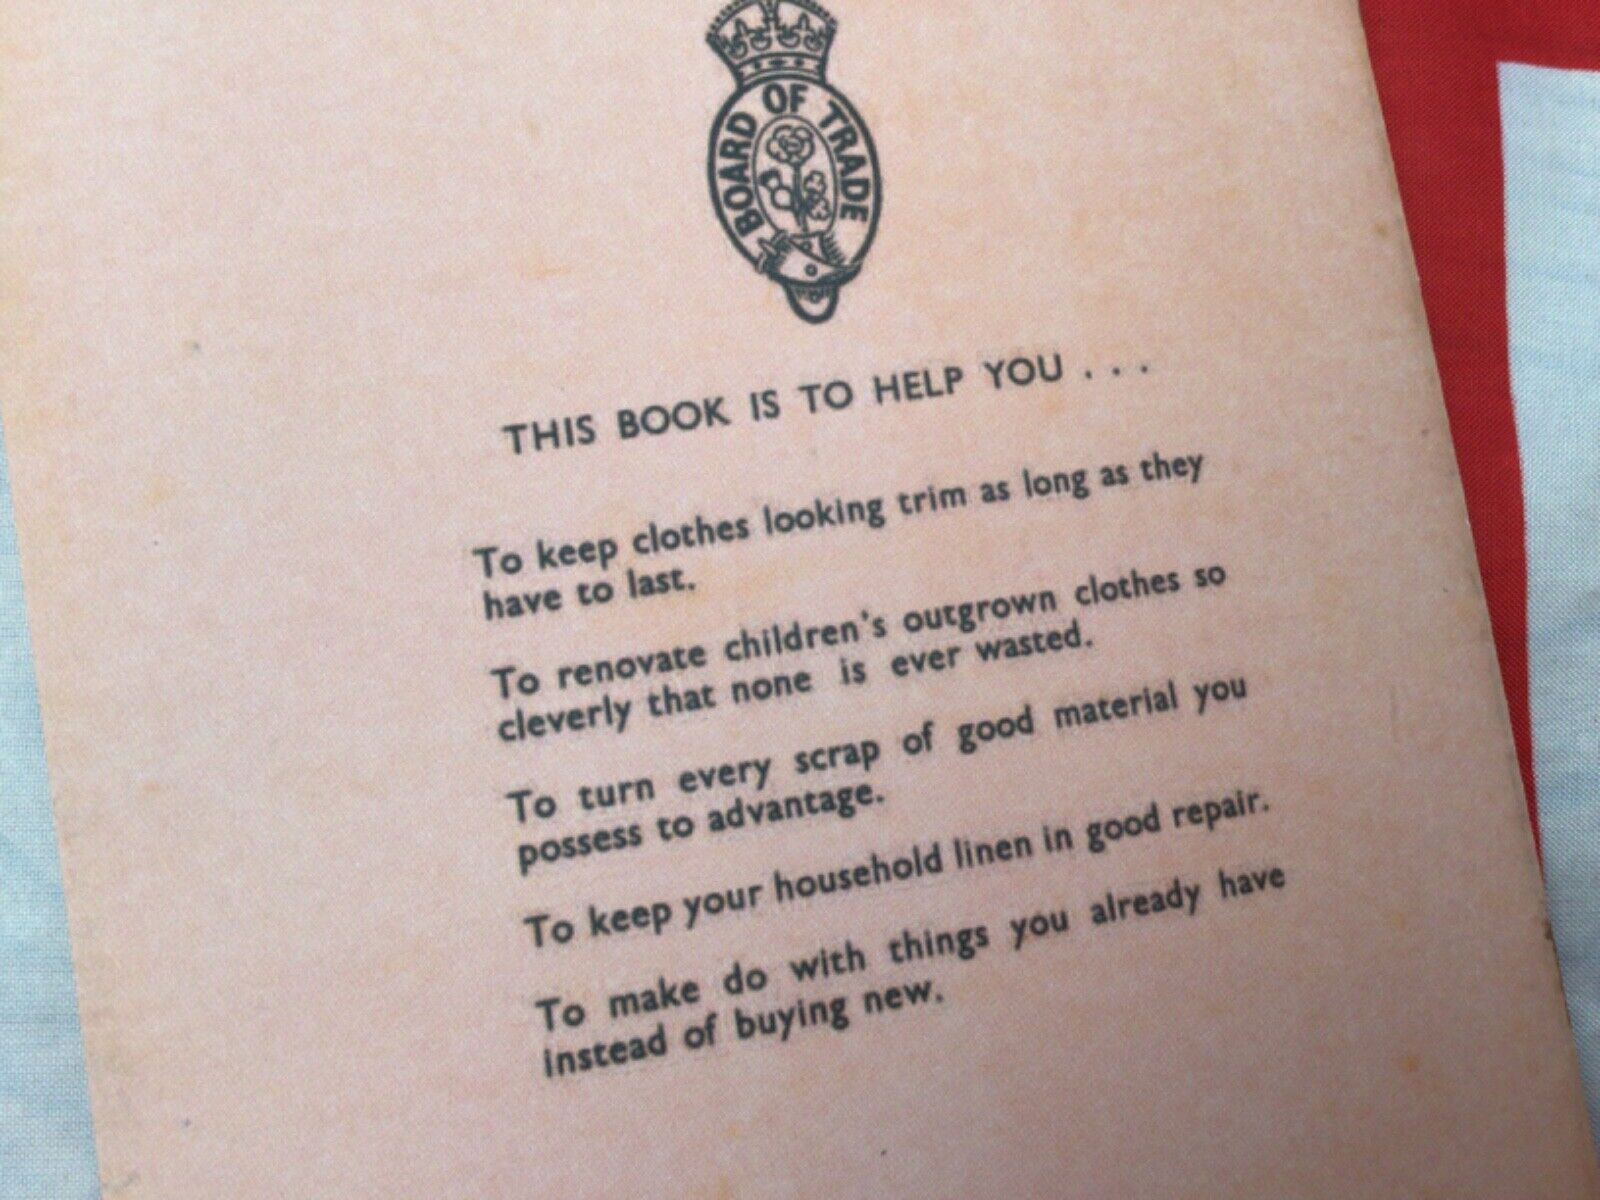 BOARD OF TRADE
THIS BOOK IS TO HELP YOU . . .
To keep clothes looking trim as long as they
have to last.
To renovate children's outgrown clothes so
cleverly that none is ever wasted.
To turn every scrap of good material you
possess to advantage.
To keep your household linen in good repair.
To make do with things you already have
instead of buying new.